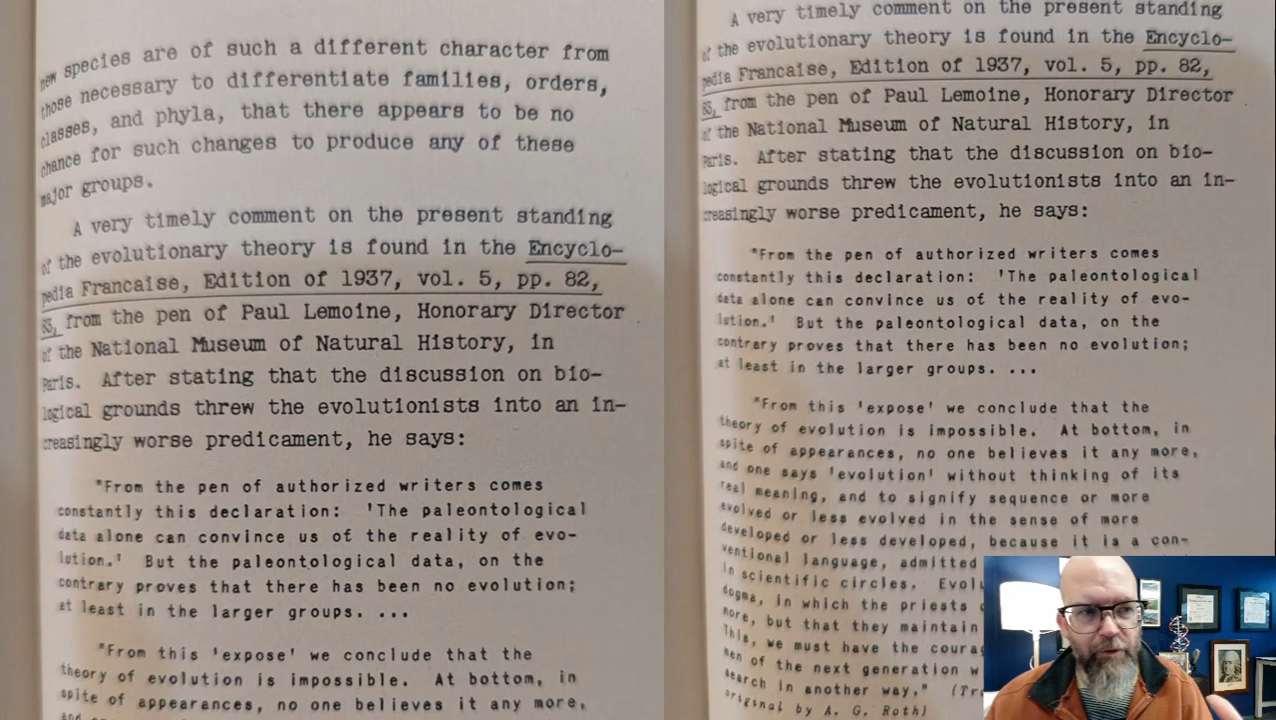 new species are of such a different character from
those necessary to differentiate families, orders,
classes, and phyla, that there appears to be no
chance for such changes to produce any of these
major groups.
A very timely comment on the present standing
of the evolutionary theory is found in the Encyclo-
pedia Francaise, Edition of 1937, vol. 5, pp. 82,
83, from the pen of Paul Lemoine, Honorary Director
of the National Museum of Natural History, in
Paris. After stating that the discussion on bio-
logical grounds threw the evolutionists into an in-
creasingly worse predicament, he says:
"From the pen of authorized writers comes
constantly this declaration: 'The paleontological
data alone can convince us of the reality of evo-
lution.' But the paleontological data, on the
contrary proves that there has been no evolution;
at least in the larger groups. ...
"From this 'expose' we conclude that the
theory of evolution is impossible. At bottom, in
spite of appearances, no one believes it any more,
and one
A very timely comment on the present standing
of the evolutionary theory is found in the Encyclo-
pedia Francaise, Edition of 1937, vol. 5, pp. 82,
83, from the pen of Paul Lemoine, Honorary Director
of the National Museum of Natural History, in
Paris. After stating that the discussion on bio-
logical grounds threw the evolutionists into an in-
creasingly worse predicament, he says:
"From the pen of authorized writers comes
constantly this declaration: 'The paleontological
data alone can convince us of the reality of evo-
lution.' But the paleontological data, on the
contrary proves that there has been no evolution;
at least in the larger groups. ...
"From this 'expose' we conclude that the
theory of evolution is impossible. At bottom, in
spite of appearances, no one believes it any more,
and one says 'evolution' without thinking of its
real meaning, and to signify sequence or more
evolved or less evolved in the sense of more
developed or less developed, because it is a con-
ventional language, admitted
in scientific circles. Evolu
dogma, in which the priests
more, but that they maintain
This, we must have the coura
men of the next generation w
search in another way." (Tr
original by A. G. Roth)